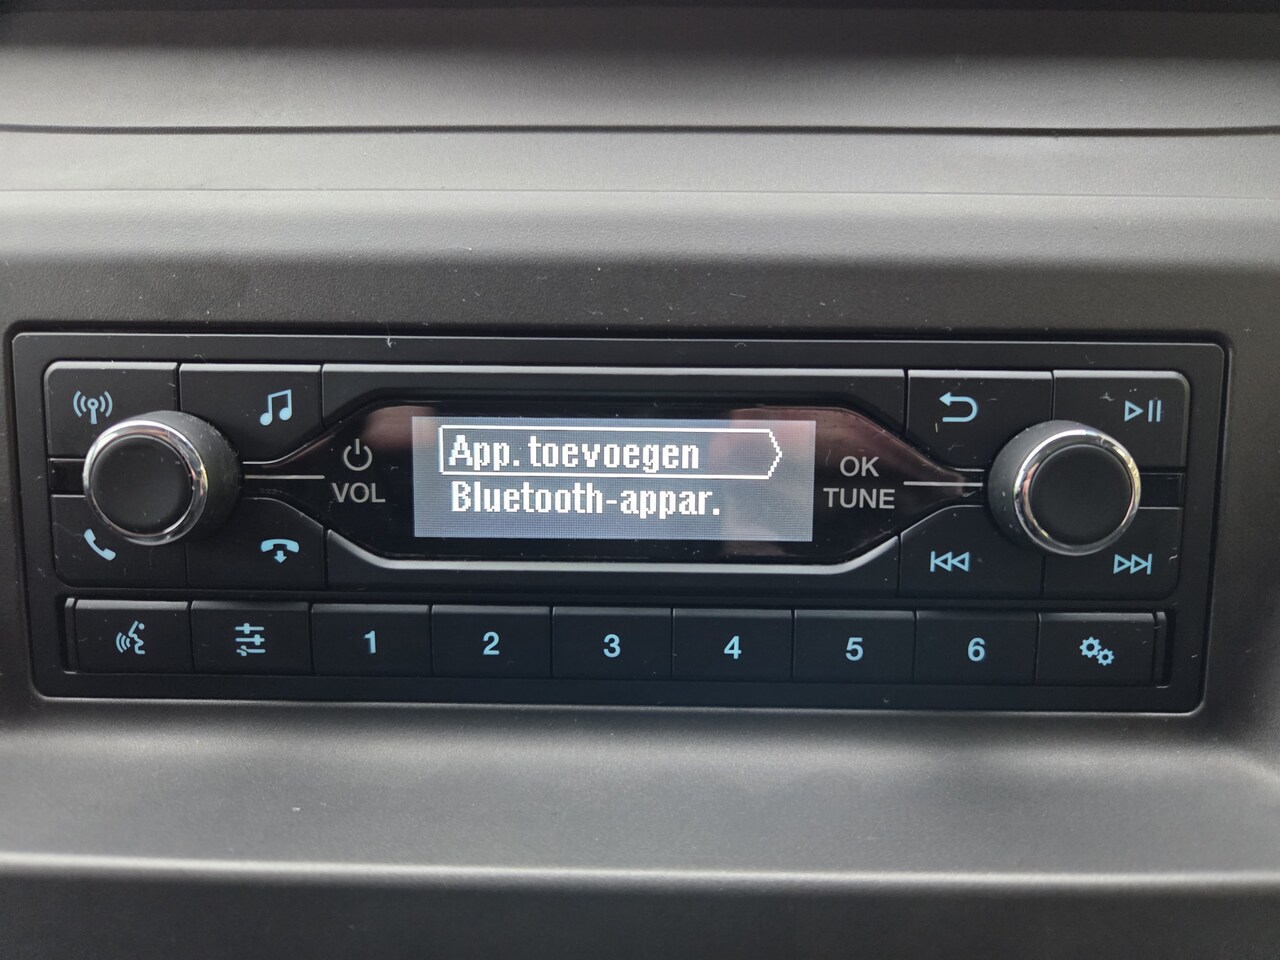 App. toevoegen
Bluetooth-appar.
VOL
OK
TUNE
1 2 3 4 5 6